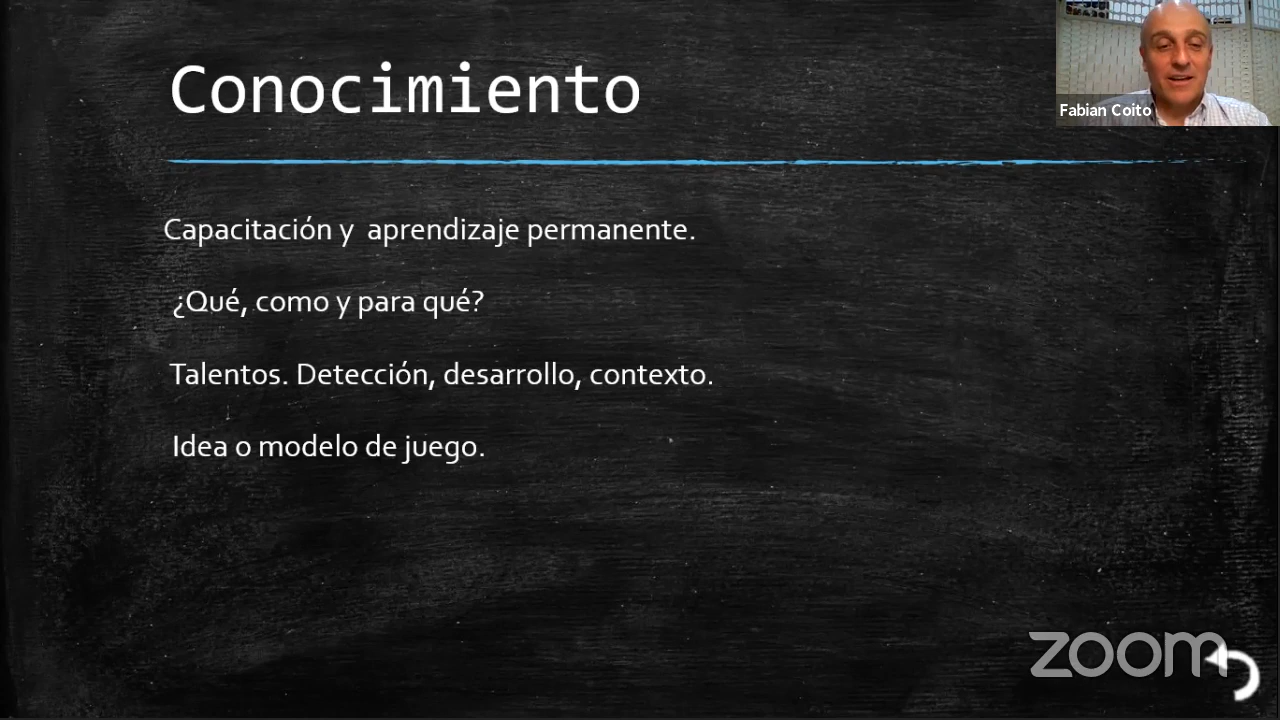 Conocimiento
Fabian Coito
Capacitación y aprendizaje permanente.
¿Qué, como y para qué?
Talentos. Detección, desarrollo, contexto.
Idea o modelo de juego.
zoom